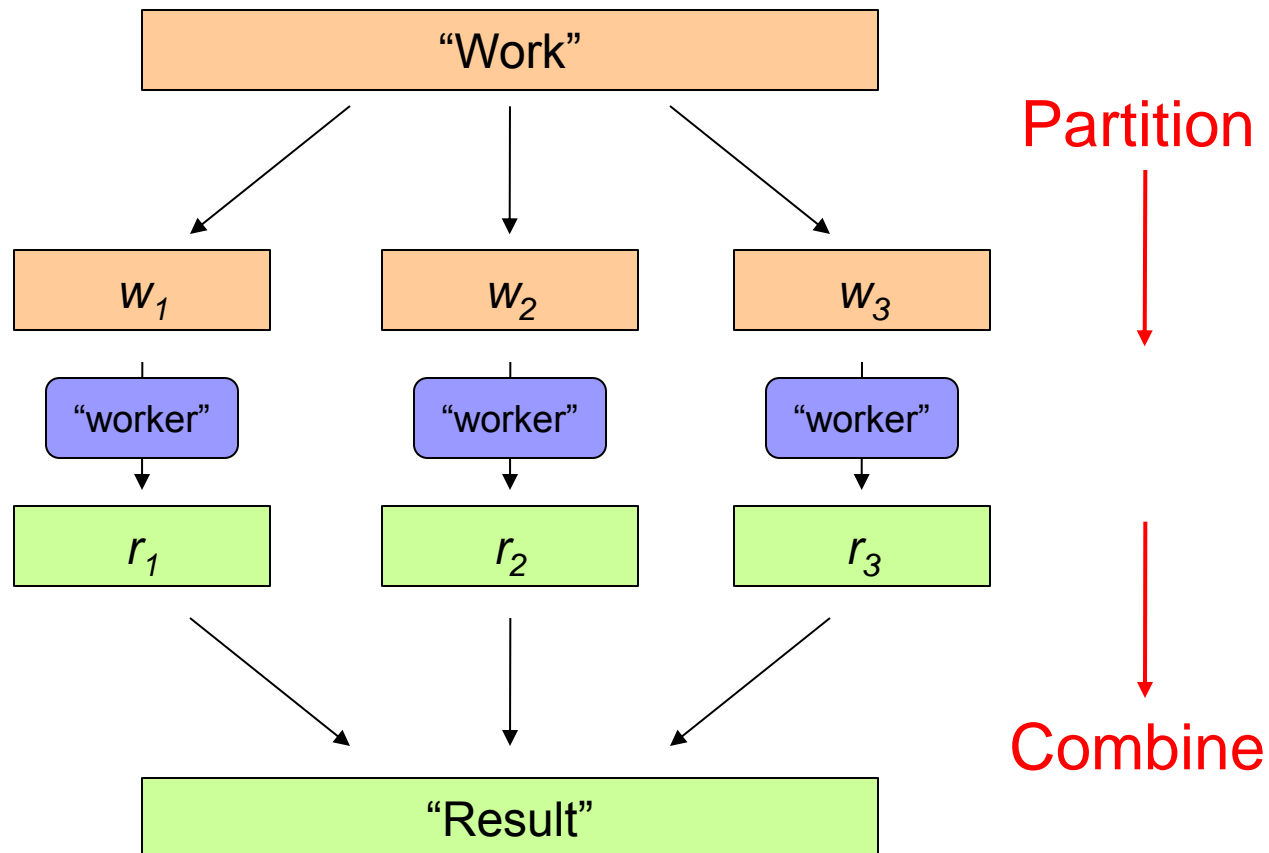 “Work”
Partition
w1
w2
w3
“worker”
“worker”
“worker”
r1
r2
r3
Combine
“Result”